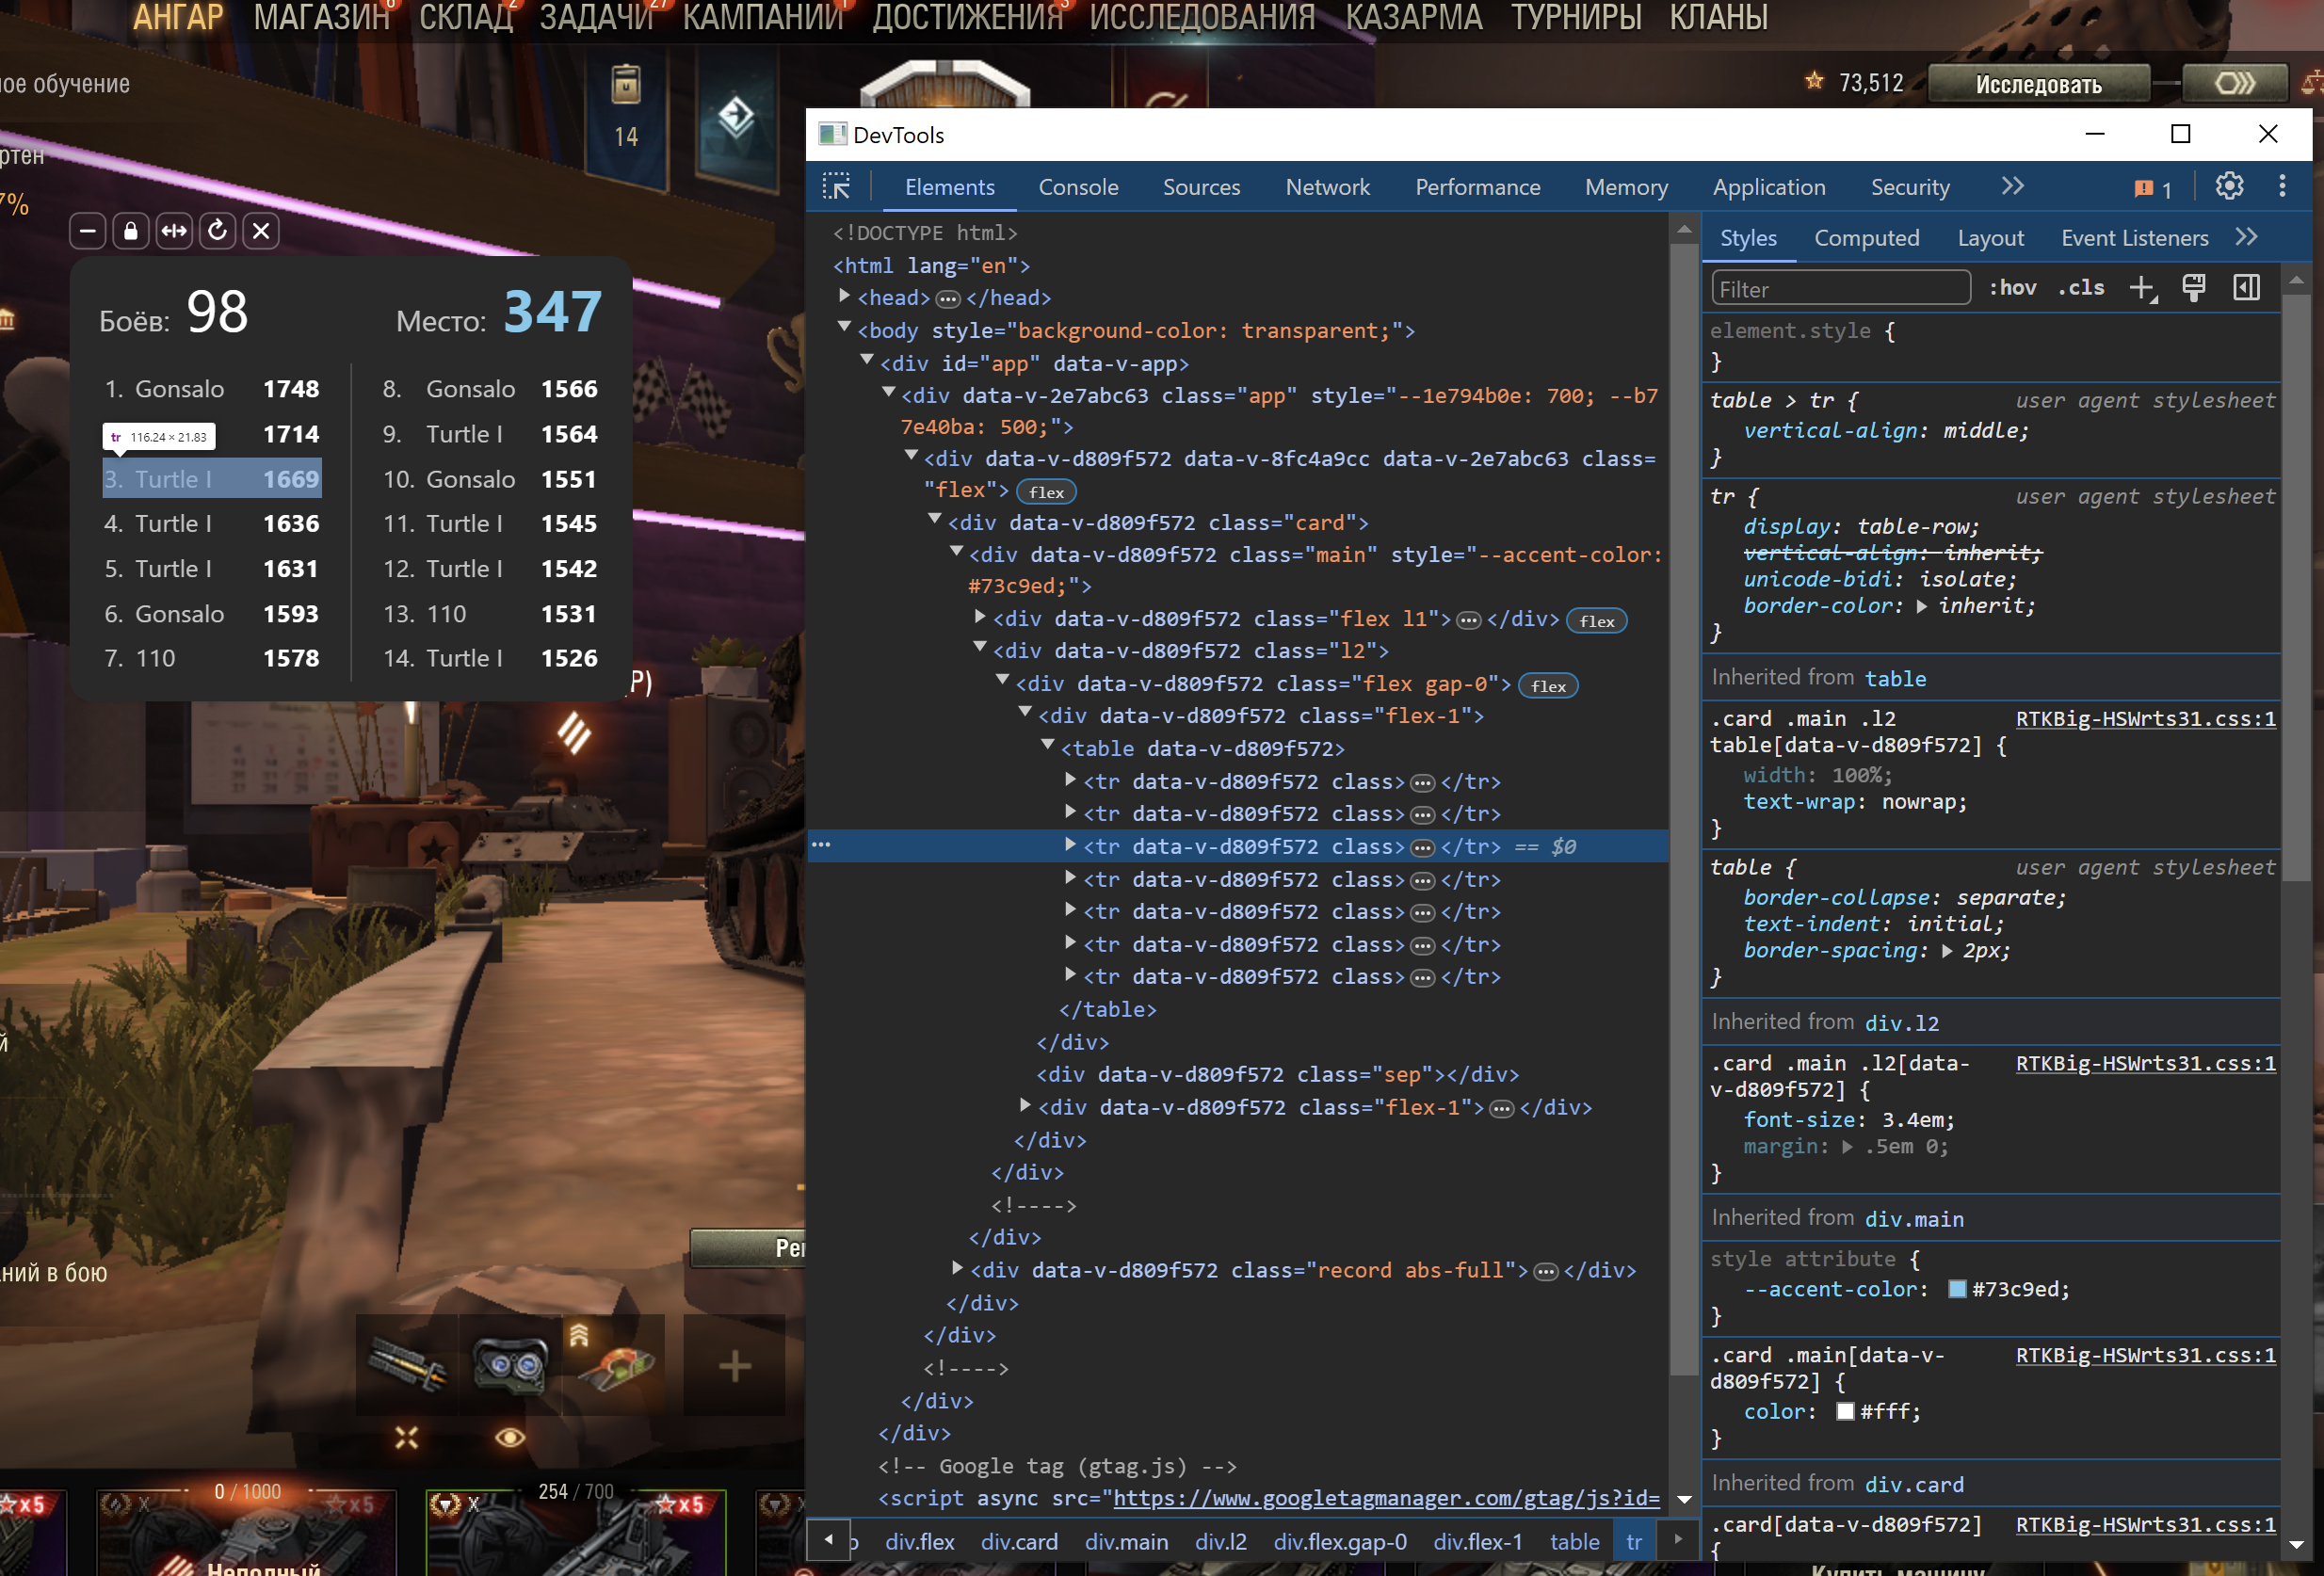 АНГАР МАГАЗИН 6 СКЛАД 2 ЗАДАЧИ 27 КАМПАНИИ 1 ДОСТИЖЕНИЯ 3 ИССЛЕДОВАНИЯ КАЗАРМА ТУРНИРЫ КЛАНЫ
ое обучение
14
73,512 Исследовать
ртен
7%
Боёв: 98 Место: 347
1. Gonsalo 1748
1714
tr 116.24 × 21.83
3. Turtle I 1669
4. Turtle I 1636
5. Turtle I 1631
6. Gonsalo 1593
7. 110 1578
8. Gonsalo 1566
9. Turtle I 1564
10. Gonsalo 1551
11. Turtle I 1545
12. Turtle I 1542
13. 110 1531
14. Turtle I 1526
P)
й
ний в бою
Рем
0 / 1000
x5
X
x5
254 / 700
X
x5
Неполный
Купить машину
DevTools
Elements Console Sources Network Performance Memory Application Security 1
<!DOCTYPE html>
<html lang="en">
<head>…</head>
<body style="background-color: transparent;">
<div id="app" data-v-app>
<div data-v-2e7abc63 class="app" style="--1e794b0e: 700; --b7
7e40ba: 500;">
<div data-v-d809f572 data-v-8fc4a9cc data-v-2e7abc63 class=
"flex"> flex
<div data-v-d809f572 class="card">
<div data-v-d809f572 class="main" style="--accent-color:
#73c9ed;">
<div data-v-d809f572 class="flex l1">…</div> flex
<div data-v-d809f572 class="l2">
<div data-v-d809f572 class="flex gap-0"> flex
<div data-v-d809f572 class="flex-1">
<table data-v-d809f572>
<tr data-v-d809f572 class>…</tr>
<tr data-v-d809f572 class>…</tr>
… <tr data-v-d809f572 class>…</tr> == $0
<tr data-v-d809f572 class>…</tr>
<tr data-v-d809f572 class>…</tr>
<tr data-v-d809f572 class>…</tr>
<tr data-v-d809f572 class>…</tr>
</table>
</div>
<div data-v-d809f572 class="sep"></div>
<div data-v-d809f572 class="flex-1">…</div>
</div>
</div>
<!---->
</div>
<div data-v-d809f572 class="record abs-full">…</div>
</div>
</div>
<!---->
</div>
</div>
<!-- Google tag (gtag.js) -->
<script async src="https://www.googletagmanager.com/gtag/js?id=
div.flex div.card div.main div.l2 div.flex.gap-0 div.flex-1 table tr
Styles Computed Layout Event Listeners
Filter :hov .cls
element.style {
}
table > tr { user agent stylesheet
vertical-align: middle;
}
tr { user agent stylesheet
display: table-row;
vertical-align: inherit;
unicode-bidi: isolate;
border-color: inherit;
}
Inherited from table
.card .main .l2 RTKBig-HSWrts31.css:1
table[data-v-d809f572] {
width: 100%;
text-wrap: nowrap;
}
table { user agent stylesheet
border-collapse: separate;
text-indent: initial;
border-spacing: 2px;
}
Inherited from div.l2
.card .main .l2[data- RTKBig-HSWrts31.css:1
v-d809f572] {
font-size: 3.4em;
margin: .5em 0;
}
Inherited from div.main
style attribute {
--accent-color: #73c9ed;
}
.card .main[data-v- RTKBig-HSWrts31.css:1
d809f572] {
color: #fff;
}
Inherited from div.card
.card[data-v-d809f572] RTKBig-HSWrts31.css:1
{